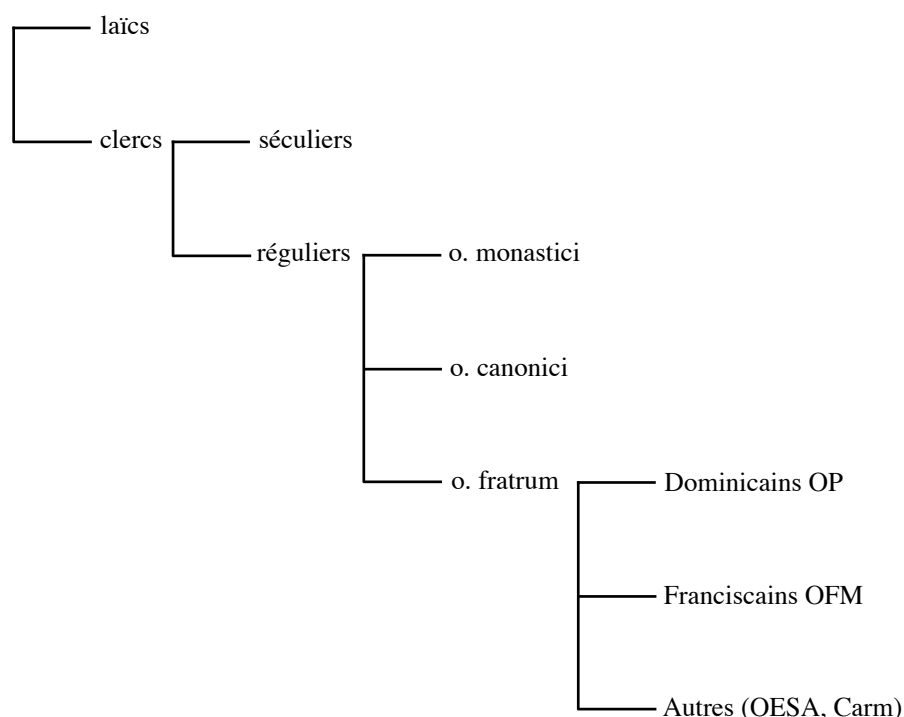 laïcs
clercs
séculiers
réguliers
o. monastici
o. canonici
o. fratrum
Dominicains OP
Franciscains OFM
Autres (OESA, Carm)